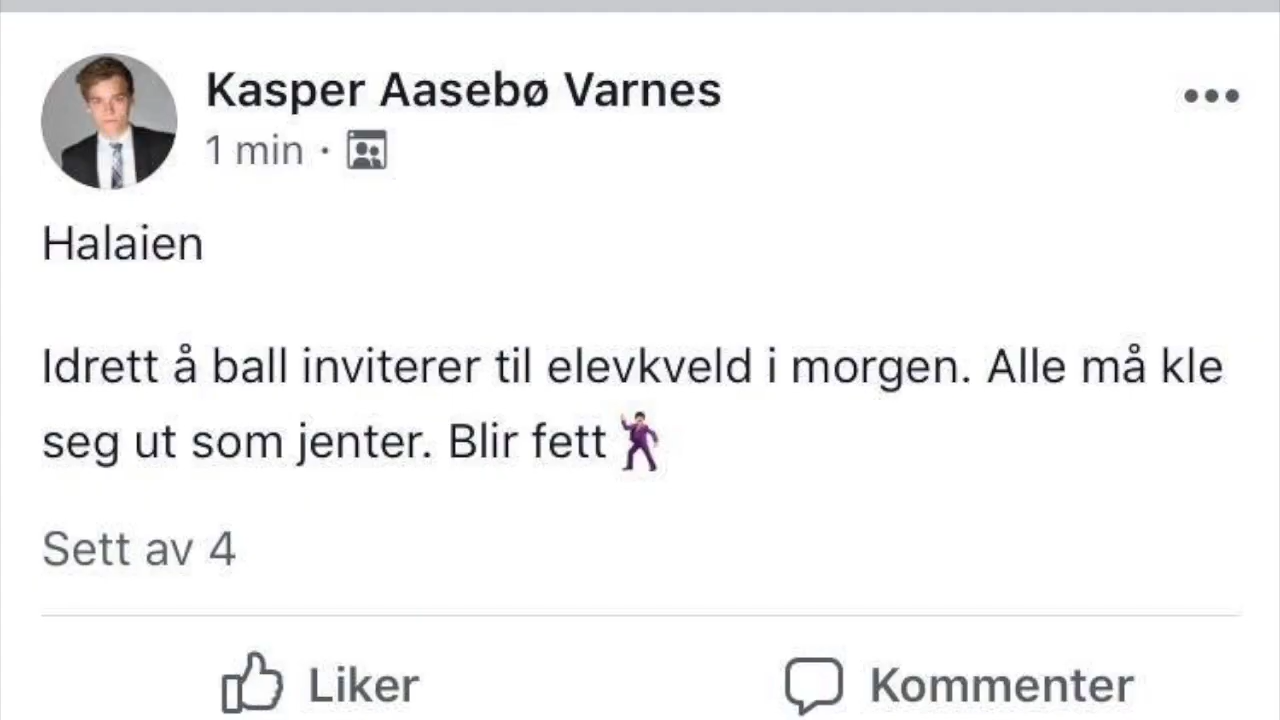 Kasper Aasebø Varnes
1 min ·
Halaien
Idrett å ball inviterer til elevkveld i morgen. Alle må kle
seg ut som jenter. Blir fett
Sett av 4
Liker
Kommenter